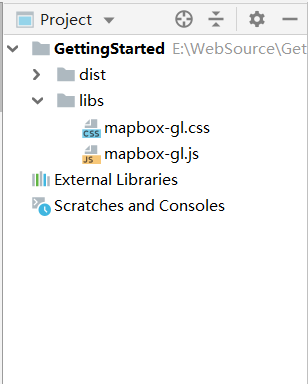 Project
GettingStarted E:\WebSource\Get
dist
libs
CSS mapbox-gl.css
JS mapbox-gl.js
External Libraries
Scratches and Consoles